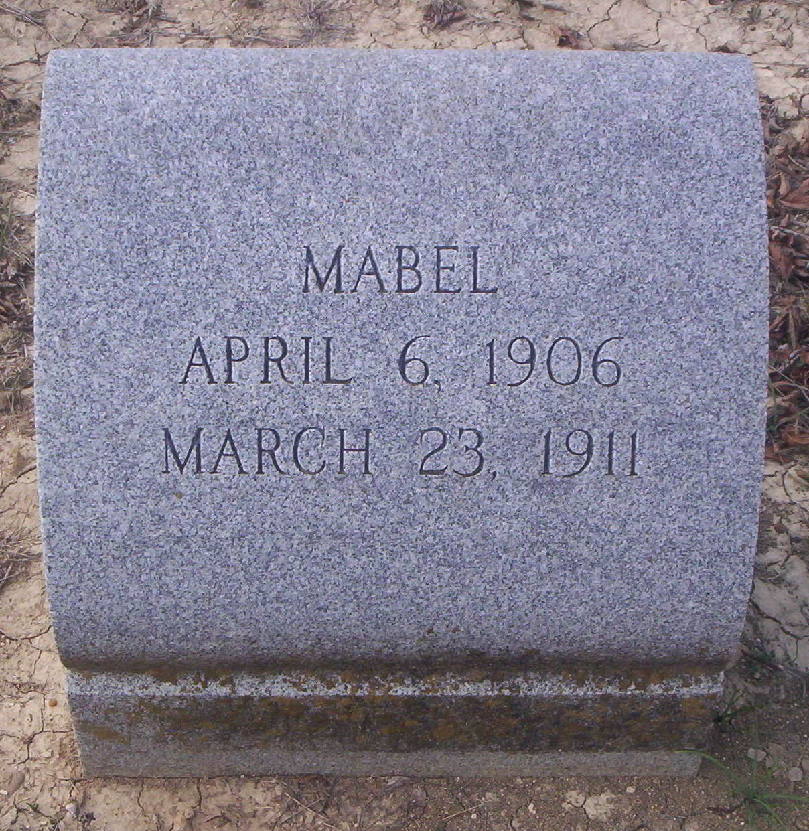 MABEL
APRIL 6, 1906
MARCH 23, 1911